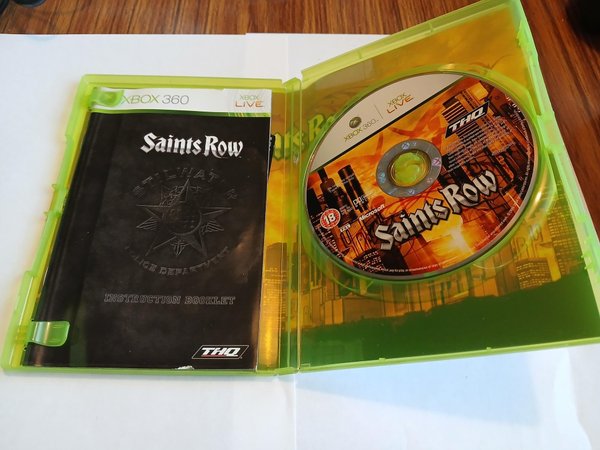 XBOX 360
XBOX
LIVE
Saints Row
STILWATER
POLICE DEPARTMENT
INSTRUCTION BOOKLET
THQ
XBOX 360
XBOX
LIVE
THQ
18
Microsoft
Saints Row